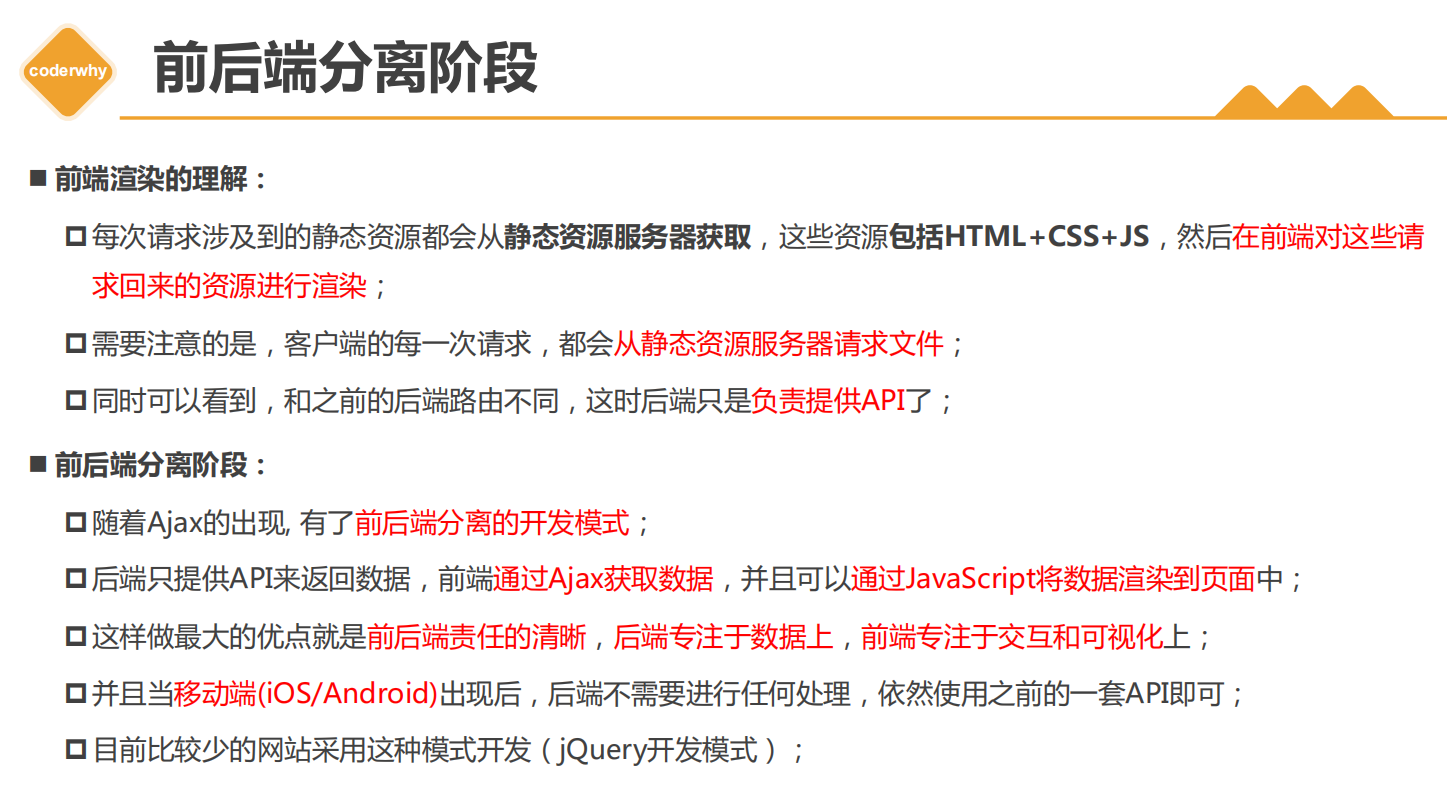 coderwhy
前后端分离阶段
前端渲染的理解：
每次请求涉及到的静态资源都会从静态资源服务器获取，这些资源包括HTML+CSS+JS，然后在前端对这些请
求回来的资源进行渲染；
需要注意的是，客户端的每一次请求，都会从静态资源服务器请求文件；
同时可以看到，和之前的后端路由不同，这时后端只是负责提供API了；
前后端分离阶段：
随着Ajax的出现, 有了前后端分离的开发模式；
后端只提供API来返回数据，前端通过Ajax获取数据，并且可以通过JavaScript将数据渲染到页面中；
这样做最大的优点就是前后端责任的清晰，后端专注于数据上，前端专注于交互和可视化上；
并且当移动端(iOS/Android)出现后，后端不需要进行任何处理，依然使用之前的一套API即可；
目前比较少的网站采用这种模式开发（jQuery开发模式）；